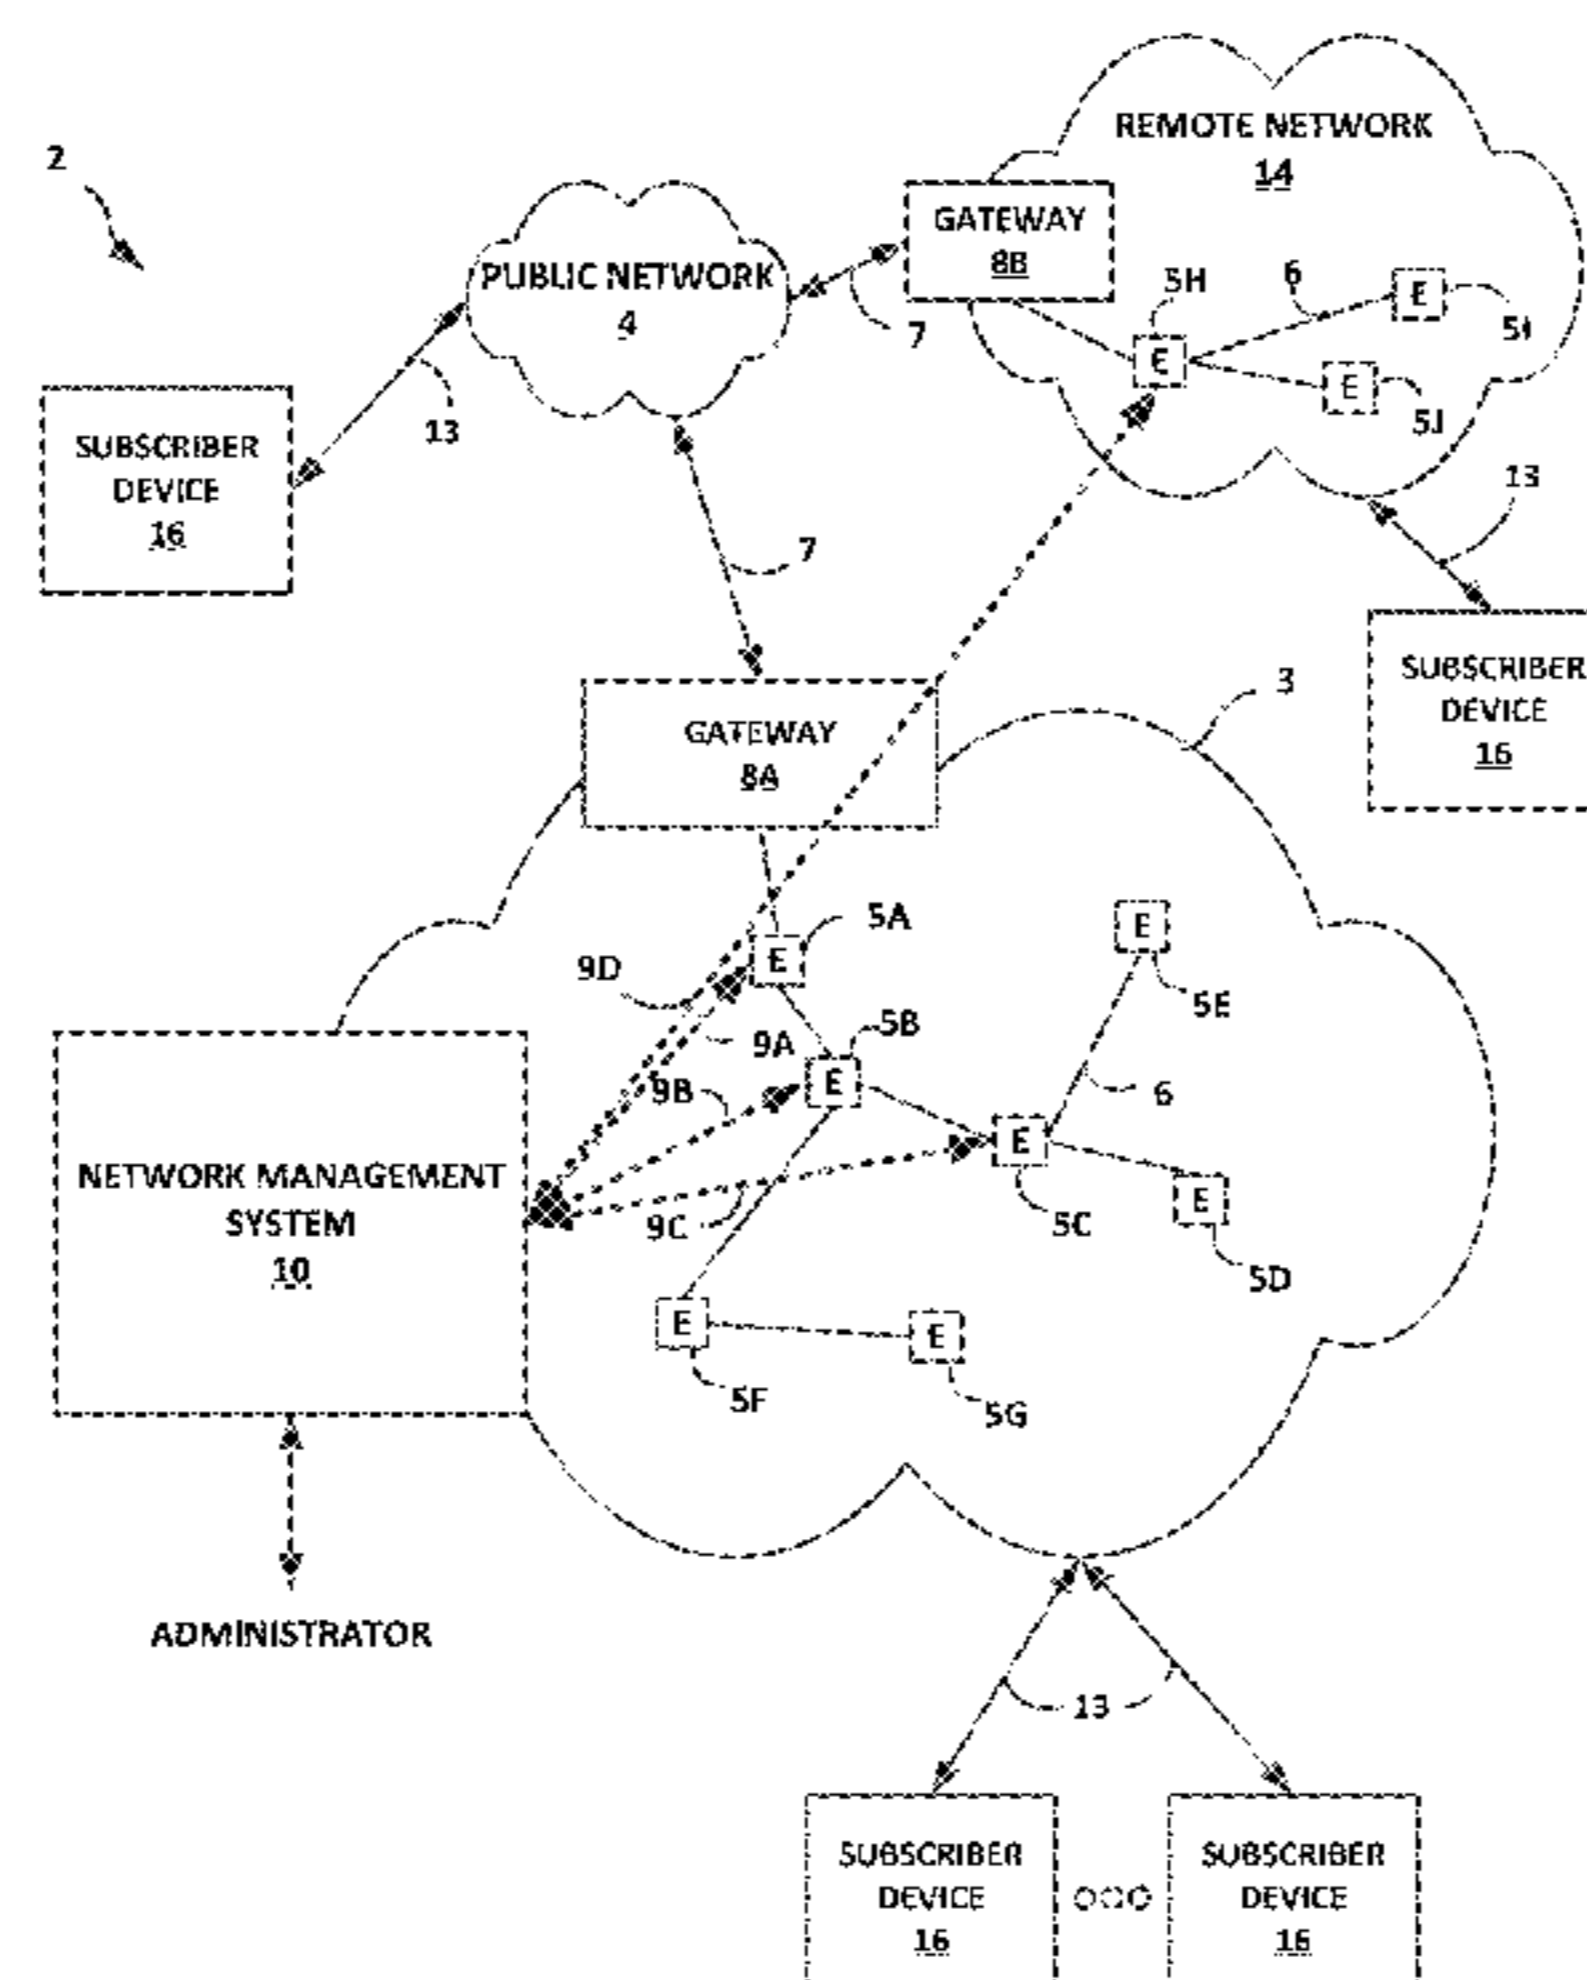 REMOTE NETWORK
14
2
GATEWAY
8B
PUBLIC NETWORK
4
5H
6
E
5I
7
E
E
5J
13
SUBSCRIBER
DEVICE
16
13
7
3
SUBSCRIBER
DEVICE
16
GATEWAY
8A
5A
E
9D
E
5E
5B
9A
E
9B
6
E
NETWORK MANAGEMENT
SYSTEM
10
9C
5C
E
5D
E
E
5F
5G
ADMINISTRATOR
13
SUBSCRIBER
DEVICE
16
SUBSCRIBER
DEVICE
16